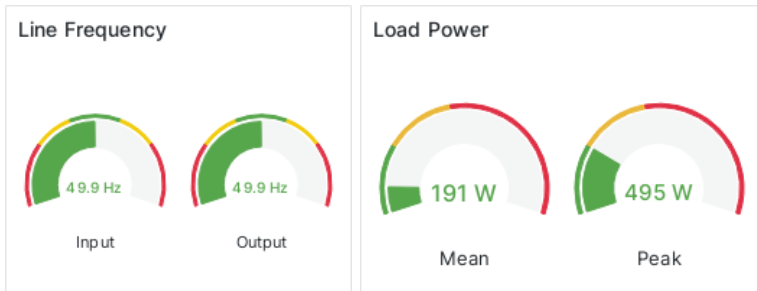 Line Frequency
49.9 Hz
Input
49.9 Hz
Output
Load Power
191 W
Mean
495 W
Peak